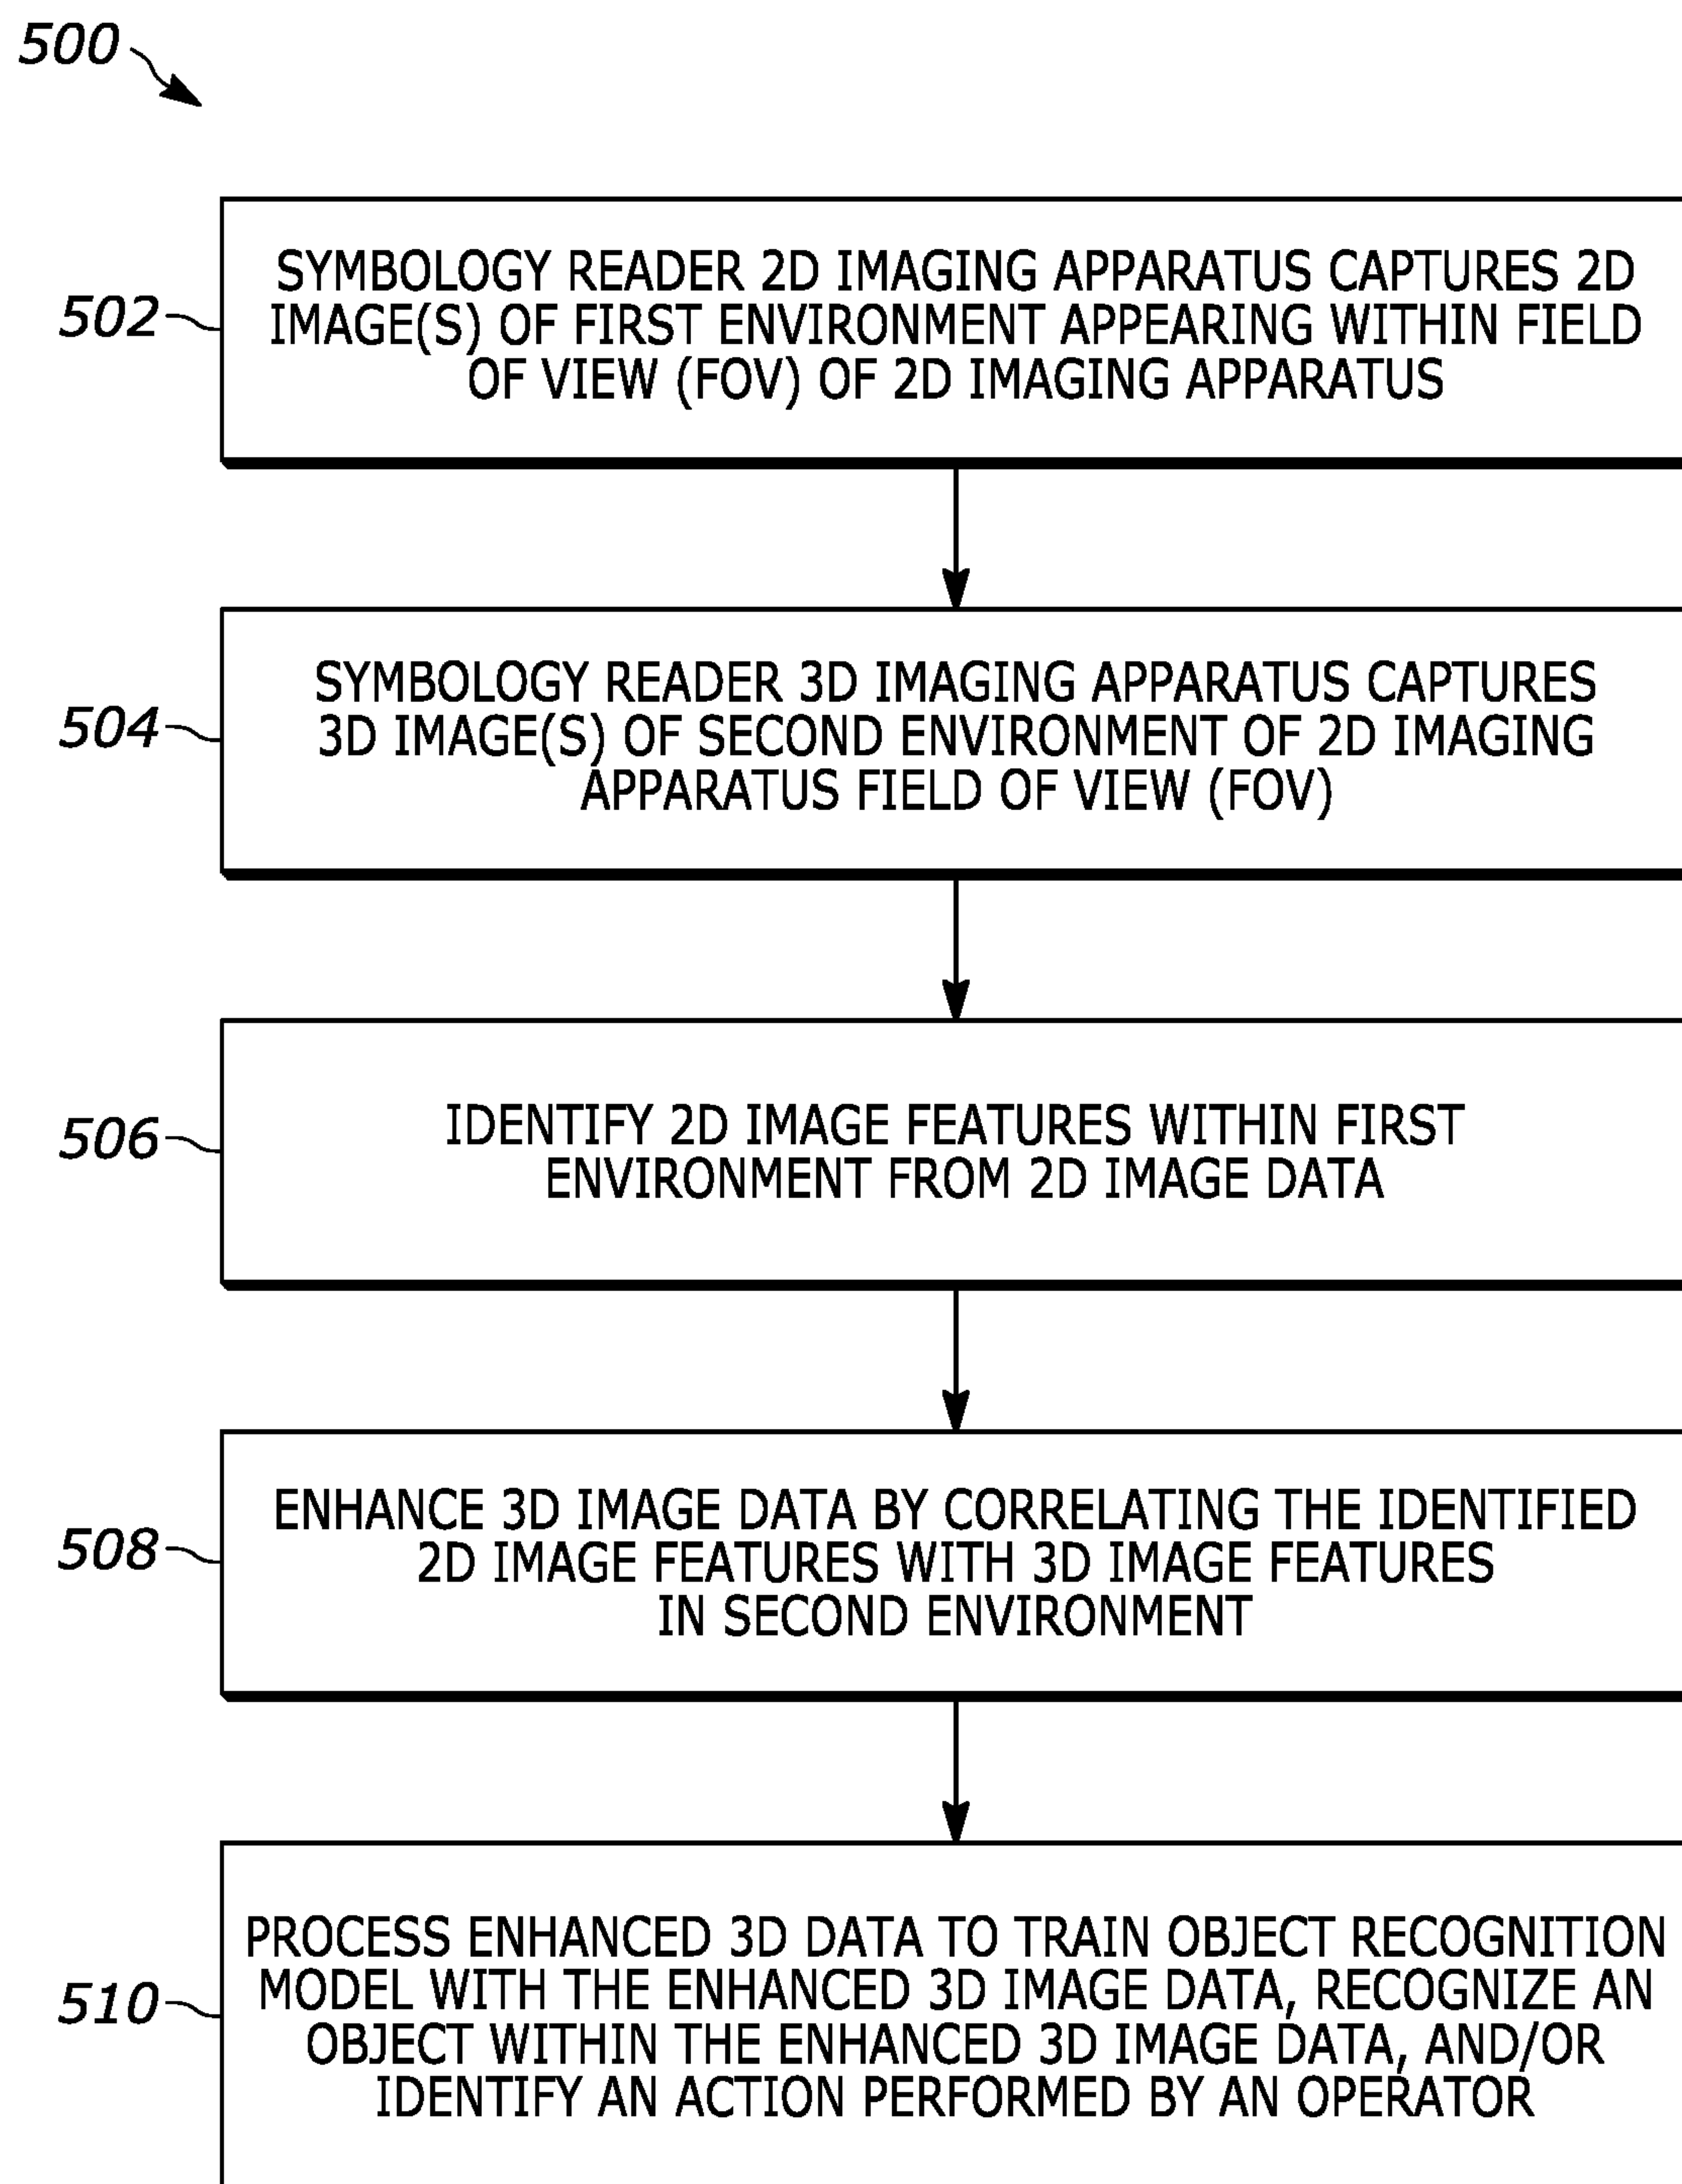 500
502
SYMBOLOGY READER 2D IMAGING APPARATUS CAPTURES 2D
IMAGE(S) OF FIRST ENVIRONMENT APPEARING WITHIN FIELD
OF VIEW (FOV) OF 2D IMAGING APPARATUS
504
SYMBOLOGY READER 3D IMAGING APPARATUS CAPTURES
3D IMAGE(S) OF SECOND ENVIRONMENT OF 2D IMAGING
APPARATUS FIELD OF VIEW (FOV)
506
IDENTIFY 2D IMAGE FEATURES WITHIN FIRST
ENVIRONMENT FROM 2D IMAGE DATA
508
ENHANCE 3D IMAGE DATA BY CORRELATING THE IDENTIFIED
2D IMAGE FEATURES WITH 3D IMAGE FEATURES
IN SECOND ENVIRONMENT
510
PROCESS ENHANCED 3D DATA TO TRAIN OBJECT RECOGNITION
MODEL WITH THE ENHANCED 3D IMAGE DATA, RECOGNIZE AN
OBJECT WITHIN THE ENHANCED 3D IMAGE DATA, AND/OR
IDENTIFY AN ACTION PERFORMED BY AN OPERATOR